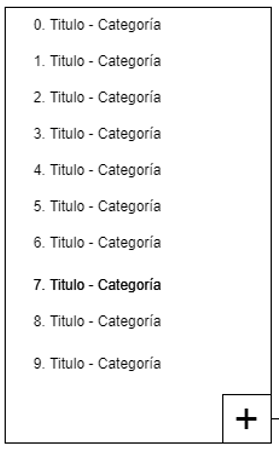 0. Titulo - Categoría
1. Titulo - Categoría
2. Titulo - Categoría
3. Titulo - Categoría
4. Titulo - Categoría
5. Titulo - Categoría
6. Titulo - Categoría
7. Titulo - Categoría
8. Titulo - Categoría
9. Titulo - Categoría
+